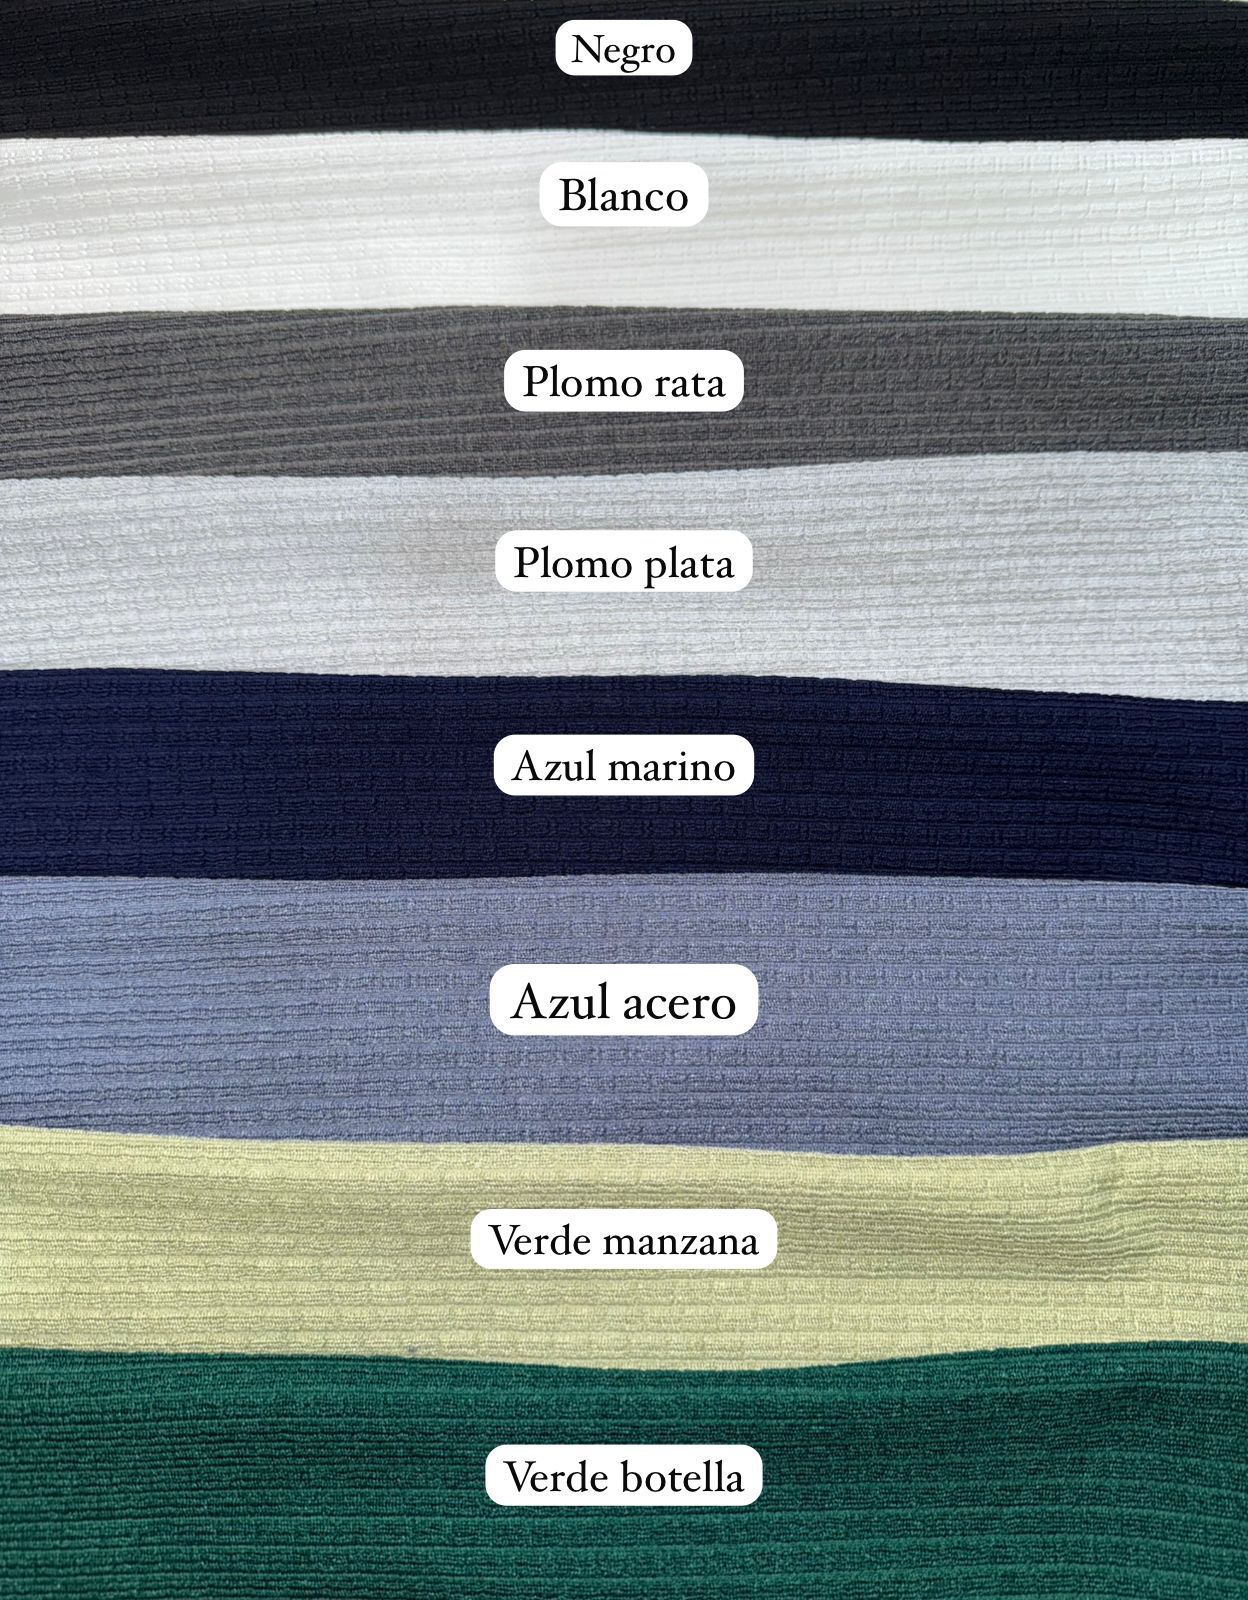 Negro
Blanco
Plomo rata
Plomo plata
Azul marino
Azul acero
Verde manzana
Verde botella